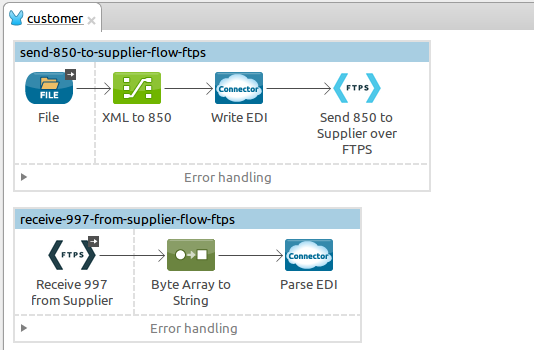 customer
send-850-to-supplier-flow-ftps
FILE
Connector
FTPS
File
XML to 850
Write EDI
Send 850 to
Supplier over
FTPS
Error handling
receive-997-from-supplier-flow-ftps
FTPS
Connector
Receive 997
from Supplier
Byte Array to
String
Parse EDI
Error handling